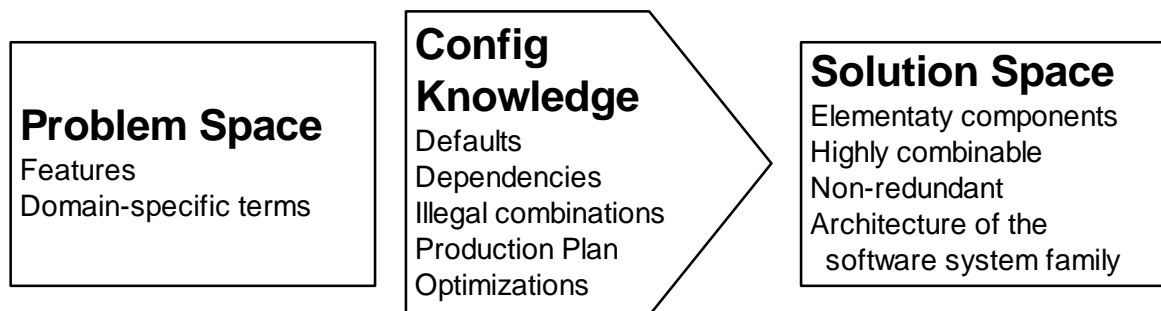 Problem Space
Features
Domain-specific terms
Config
Knowledge
Defaults
Dependencies
Illegal combinations
Production Plan
Optimizations
Solution Space
Elementaty components
Highly combinable
Non-redundant
Architecture of the
software system family